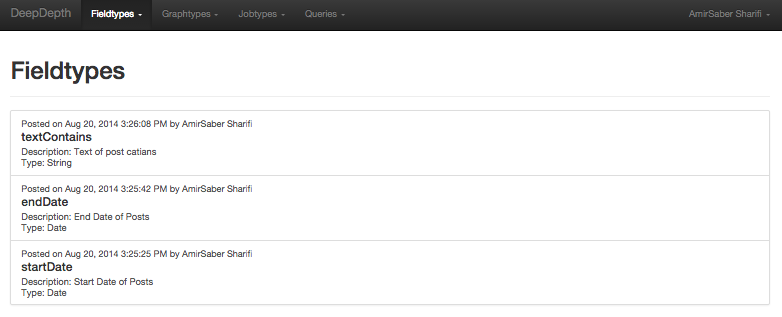 DeepDepth Fieldtypes Graphtypes Jobtypes Queries AmirSaber Sharifi
Fieldtypes
Posted on Aug 20, 2014 3:26:08 PM by AmirSaber Sharifi
textContains
Description: Text of post catians
Type: String
Posted on Aug 20, 2014 3:25:42 PM by AmirSaber Sharifi
endDate
Description: End Date of Posts
Type: Date
Posted on Aug 20, 2014 3:25:25 PM by AmirSaber Sharifi
startDate
Description: Start Date of Posts
Type: Date